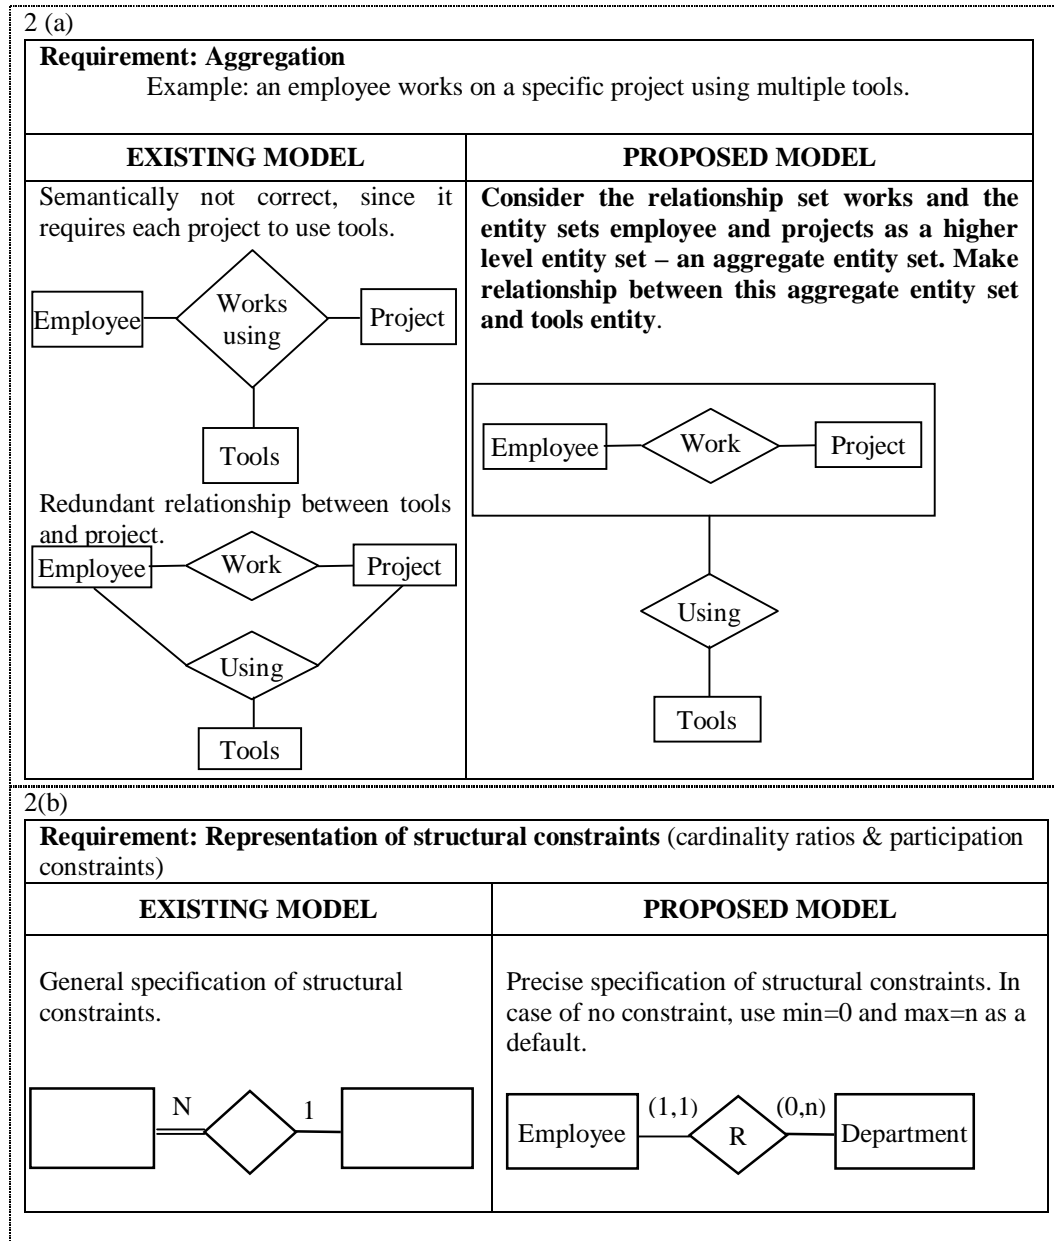 2 (a)
Requirement: Aggregation
Example: an employee works on a specific project using multiple tools.
EXISTING MODEL
PROPOSED MODEL
Semantically not correct, since it
requires each project to use tools.
Employee
Works
using
Project
Tools
Redundant relationship between tools
and project.
Employee
Work
Project
Using
Tools
Consider the relationship set works and the
entity sets employee and projects as a higher
level entity set – an aggregate entity set. Make
relationship between this aggregate entity set
and tools entity.
Employee
Work
Project
Using
Tools
2(b)
Requirement: Representation of structural constraints (cardinality ratios & participation
constraints)
EXISTING MODEL
PROPOSED MODEL
General specification of structural
constraints.
N
1
Precise specification of structural constraints. In
case of no constraint, use min=0 and max=n as a
default.
Employee
(1,1)
R
(0,n)
Department